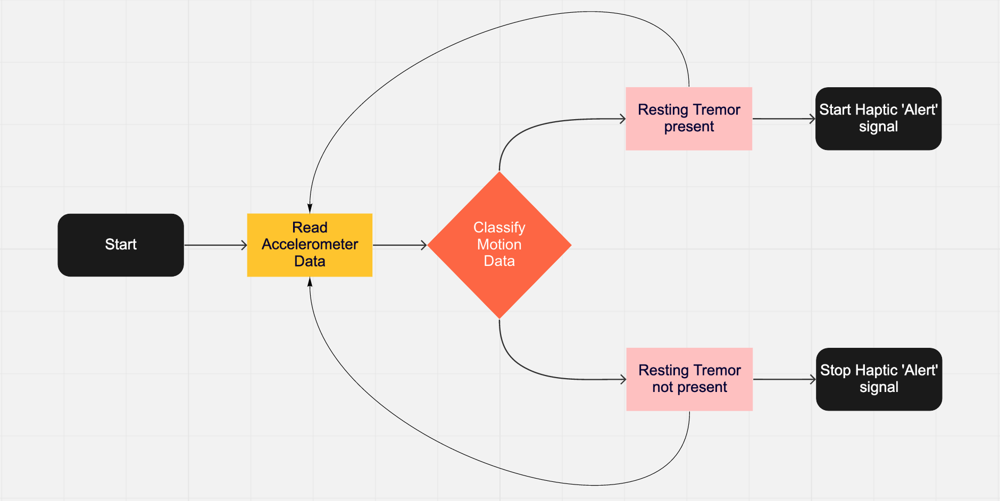 Start
Read
Accelerometer
Data
Classify
Motion
Data
Resting Tremor
present
Start Haptic 'Alert'
signal
Resting Tremor
not present
Stop Haptic 'Alert'
signal